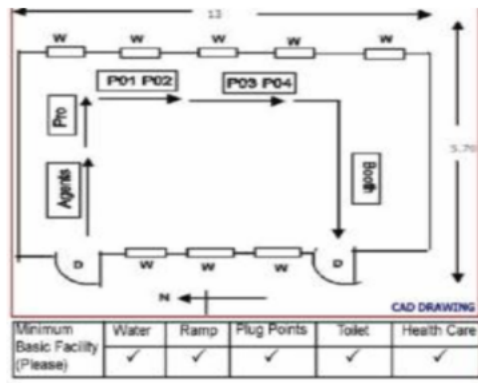 13
W W W W W
P01 P02 P03 P04
Pro
5.70
Agents
Booth
D W W W D
N
CAD DRAWING
Minimum Basic Facility (Please) Water Ramp Plug Points Toilet Health Care
✓ ✓ ✓ ✓ ✓